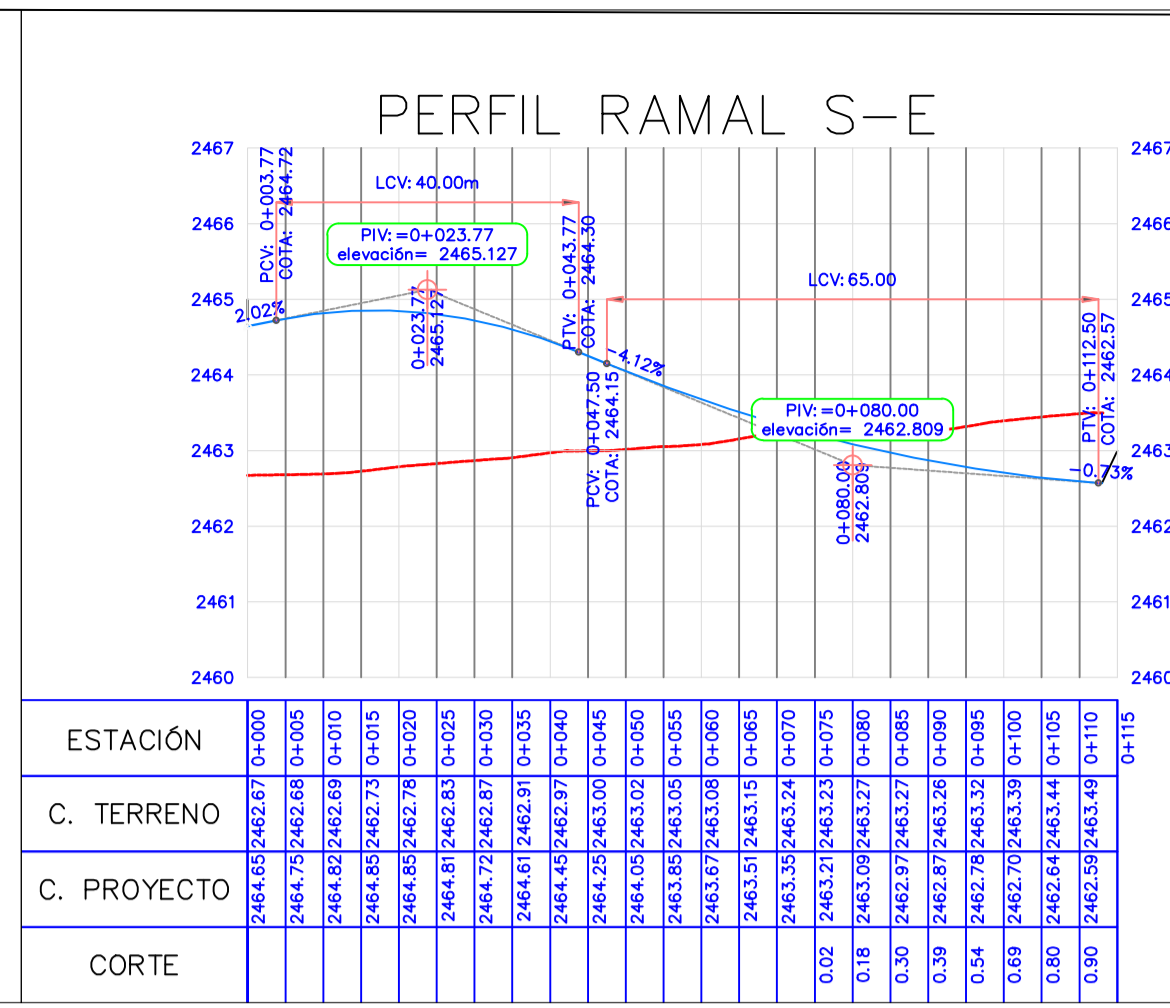 PERFIL RAMAL S-E
2467
2466
2465
2464
2463
2462
2461
2460
2467
2466
2465
2464
2463
2462
2461
2460
PCV: 0+003.77
COTA: 2464.72
LCV: 40.00m
PIV:=0+023.77
elevación= 2465.127
2.02%
0+023.77
2465.127
PTV: 0+043.77
COTA: 2464.30
-4.12%
PCV: 0+047.50
COTA: 2464.15
LCV: 65.00
PIV:=0+080.00
elevación= 2462.809
0+080.00
2462.809
PTV: 0+112.50
COTA: 2462.57
-0.73%
ESTACIÓN 0+000 0+005 0+010 0+015 0+020 0+025 0+030 0+035 0+040 0+045 0+050 0+055 0+060 0+065 0+070 0+075 0+080 0+085 0+090 0+095 0+100 0+105 0+110 0+115
C. TERRENO 2462.67 2462.68 2462.69 2462.73 2462.78 2462.83 2462.87 2462.91 2462.97 2463.00 2463.02 2463.05 2463.08 2463.15 2463.24 2463.23 2463.27 2463.27 2463.26 2463.32 2463.39 2463.44 2463.49
C. PROYECTO 2464.65 2464.75 2464.82 2464.85 2464.85 2464.81 2464.72 2464.61 2464.45 2464.25 2464.05 2463.85 2463.67 2463.51 2463.35 2463.21 2463.09 2462.97 2462.87 2462.78 2462.70 2462.64 2462.59
CORTE 0.02 0.18 0.30 0.39 0.54 0.69 0.80 0.90